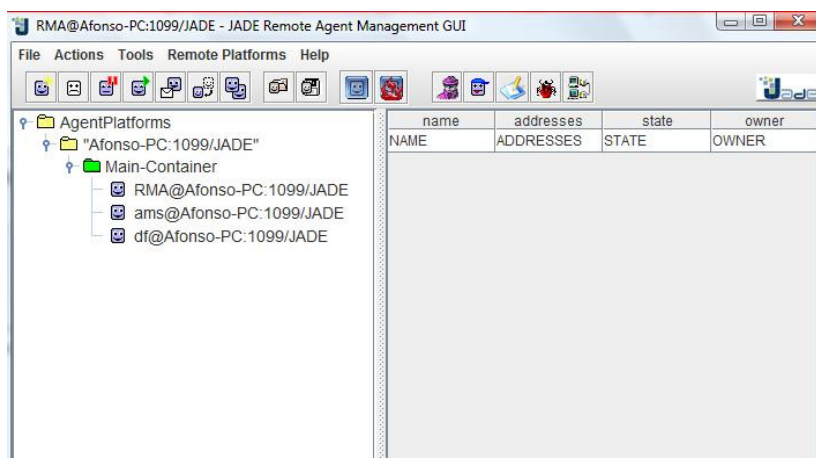 RMA@Afonso-PC:1099/JADE - JADE Remote Agent Management GUI
File Actions Tools Remote Platforms Help
Jade
AgentPlatforms
"Afonso-PC:1099/JADE"
Main-Container
RMA@Afonso-PC:1099/JADE
ams@Afonso-PC:1099/JADE
df@Afonso-PC:1099/JADE
name addresses state owner
NAME ADDRESSES STATE OWNER